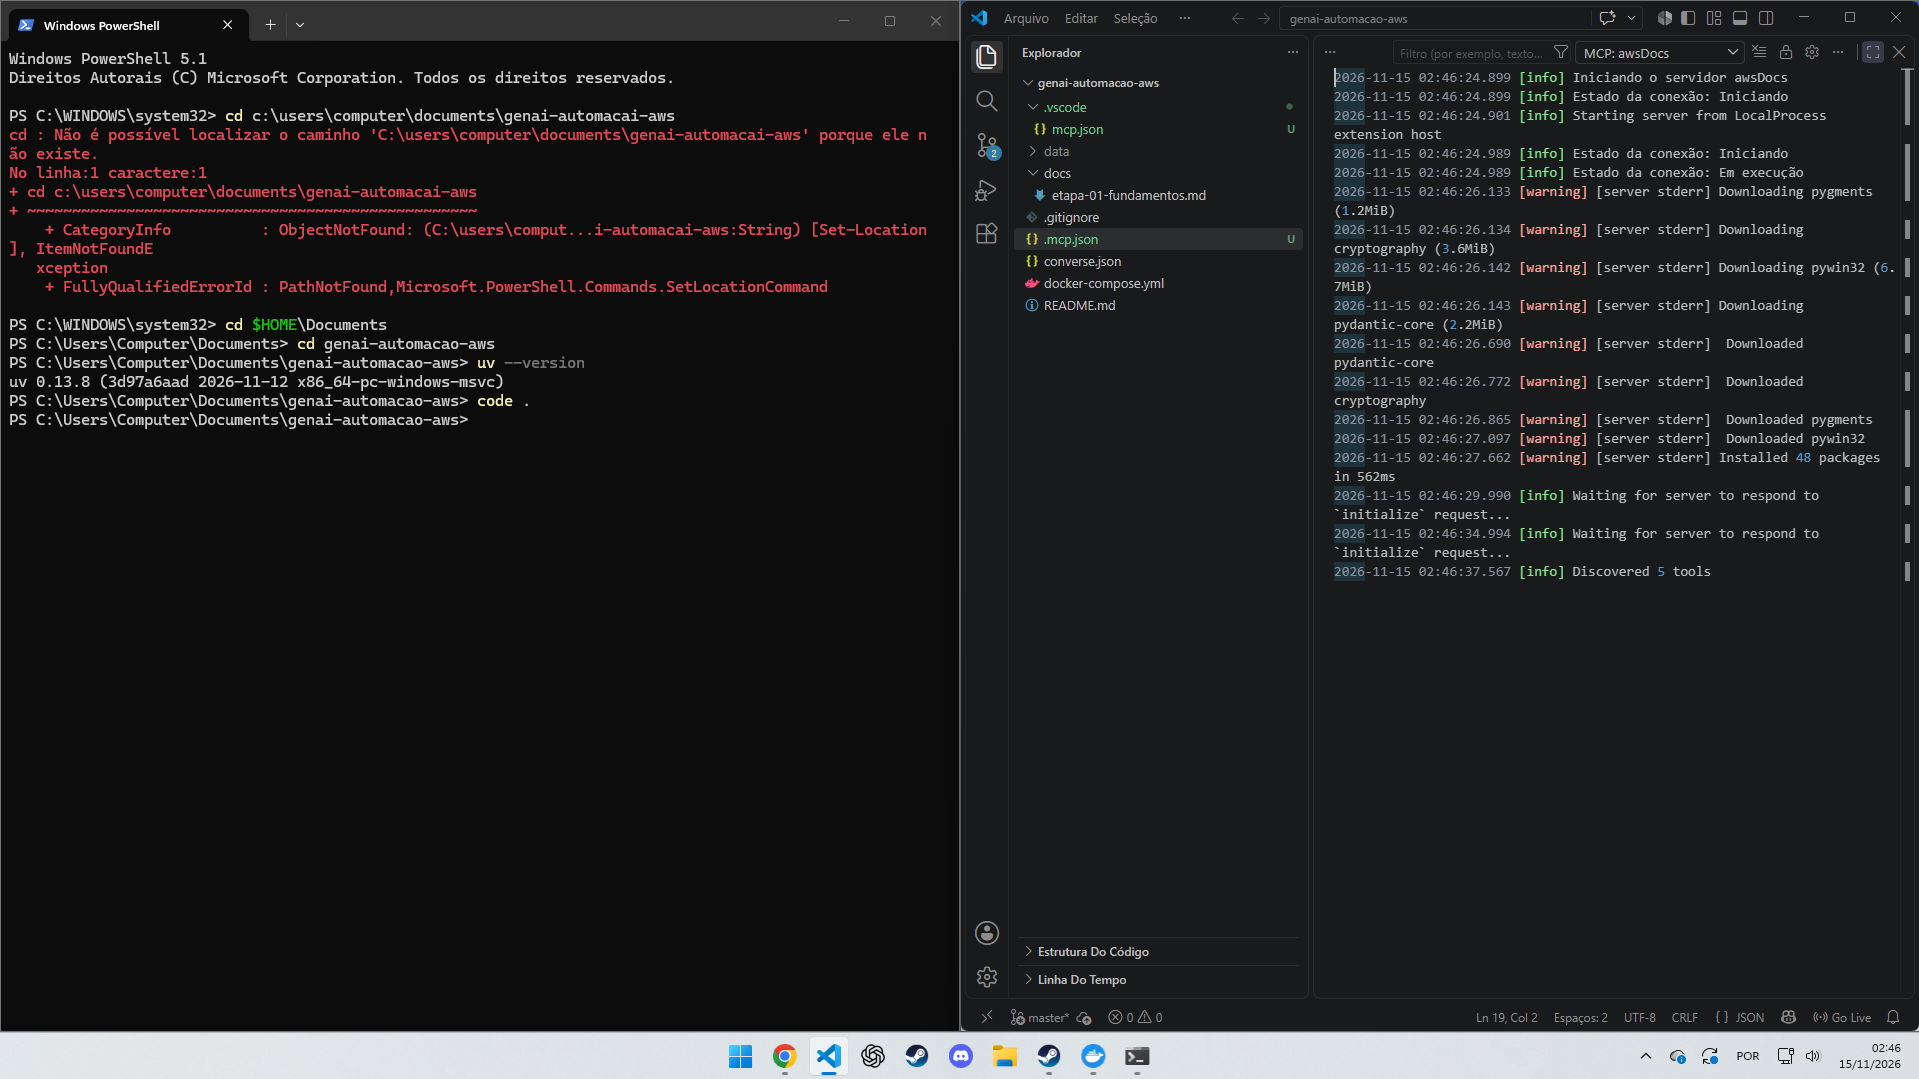 Windows PowerShell
Windows PowerShell 5.1
Direitos Autorais (C) Microsoft Corporation. Todos os direitos reservados.
PS C:\WINDOWS\system32> cd c:\users\computer\documents\genai-automacai-aws
cd : Não é possível localizar o caminho 'C:\users\computer\documents\genai-automacai-aws' porque ele n
ão existe.
No linha:1 caractere:1
+ cd c:\users\computer\documents\genai-automacai-aws
+ ~~~~~~~~~~~~~~~~~~~~~~~~~~~~~~~~~~~~~~~~~~~~~~~~~~
+ CategoryInfo          : ObjectNotFound: (C:\users\comput...i-automacai-aws:String) [Set-Location
], ItemNotFoundE
xception
+ FullyQualifiedErrorId : PathNotFound,Microsoft.PowerShell.Commands.SetLocationCommand
PS C:\WINDOWS\system32> cd $HOME\Documents
PS C:\Users\Computer\Documents> cd genai-automacao-aws
PS C:\Users\Computer\Documents\genai-automacao-aws> uv --version
uv 0.13.8 (3d97a6aad 2026-11-12 x86_64-pc-windows-msvc)
PS C:\Users\Computer\Documents\genai-automacao-aws> code .
PS C:\Users\Computer\Documents\genai-automacao-aws>
Arquivo Editar Seleção ··· genai-automacao-aws
Explorador
genai-automacao-aws
.vscode
mcp.json U
data
docs
etapa-01-fundamentos.md
.gitignore
.mcp.json U
converse.json
docker-compose.yml
README.md
2
Estrutura Do Código
Linha Do Tempo
Filtro (por exemplo, texto... MCP: awsDocs
2026-11-15 02:46:24.899 [info] Iniciando o servidor awsDocs
2026-11-15 02:46:24.899 [info] Estado da conexão: Iniciando
2026-11-15 02:46:24.901 [info] Starting server from LocalProcess
extension host
2026-11-15 02:46:24.989 [info] Estado da conexão: Iniciando
2026-11-15 02:46:24.989 [info] Estado da conexão: Em execução
2026-11-15 02:46:26.133 [warning] [server stderr] Downloading pygments
(1.2MiB)
2026-11-15 02:46:26.134 [warning] [server stderr] Downloading
cryptography (3.6MiB)
2026-11-15 02:46:26.142 [warning] [server stderr] Downloading pywin32 (6.
7MiB)
2026-11-15 02:46:26.143 [warning] [server stderr] Downloading
pydantic-core (2.2MiB)
2026-11-15 02:46:26.690 [warning] [server stderr]  Downloaded
pydantic-core
2026-11-15 02:46:26.772 [warning] [server stderr]  Downloaded
cryptography
2026-11-15 02:46:26.865 [warning] [server stderr]  Downloaded pygments
2026-11-15 02:46:27.097 [warning] [server stderr]  Downloaded pywin32
2026-11-15 02:46:27.662 [warning] [server stderr] Installed 48 packages
in 562ms
2026-11-15 02:46:29.990 [info] Waiting for server to respond to
`initialize` request...
2026-11-15 02:46:34.994 [info] Waiting for server to respond to
`initialize` request...
2026-11-15 02:46:37.567 [info] Discovered 5 tools
master* 0 0 Ln 19, Col 2 Espaços: 2 UTF-8 CRLF { } JSON Go Live
POR 02:46
15/11/2026